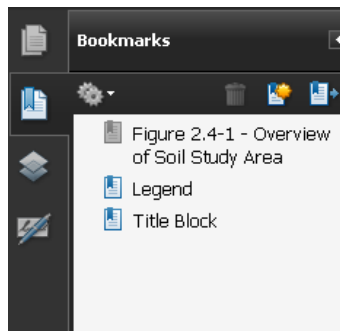 Bookmarks
Figure 2.4-1 - Overview
of Soil Study Area
Legend
Title Block